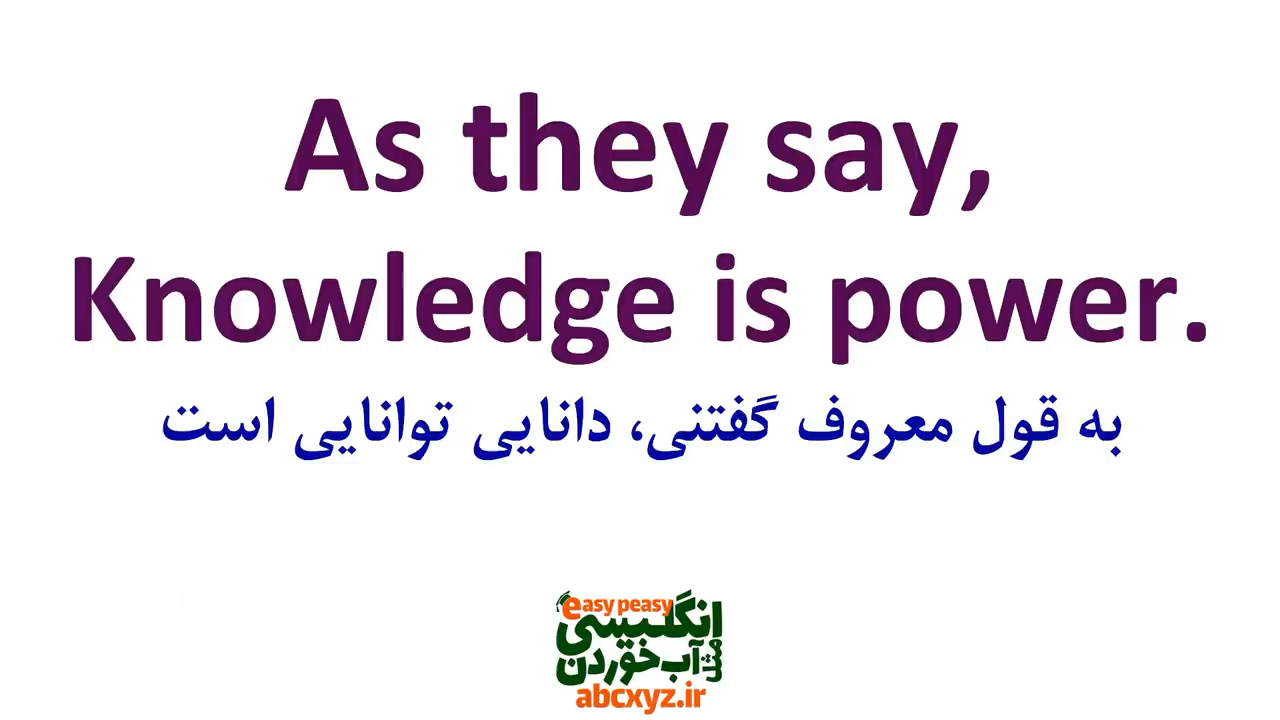 As they say,
Knowledge is power.
به قول معروف گفتنی، دانایی توانایی است
easy peasy
انگلیسی
مثل آب خوردن
abcxyz.ir